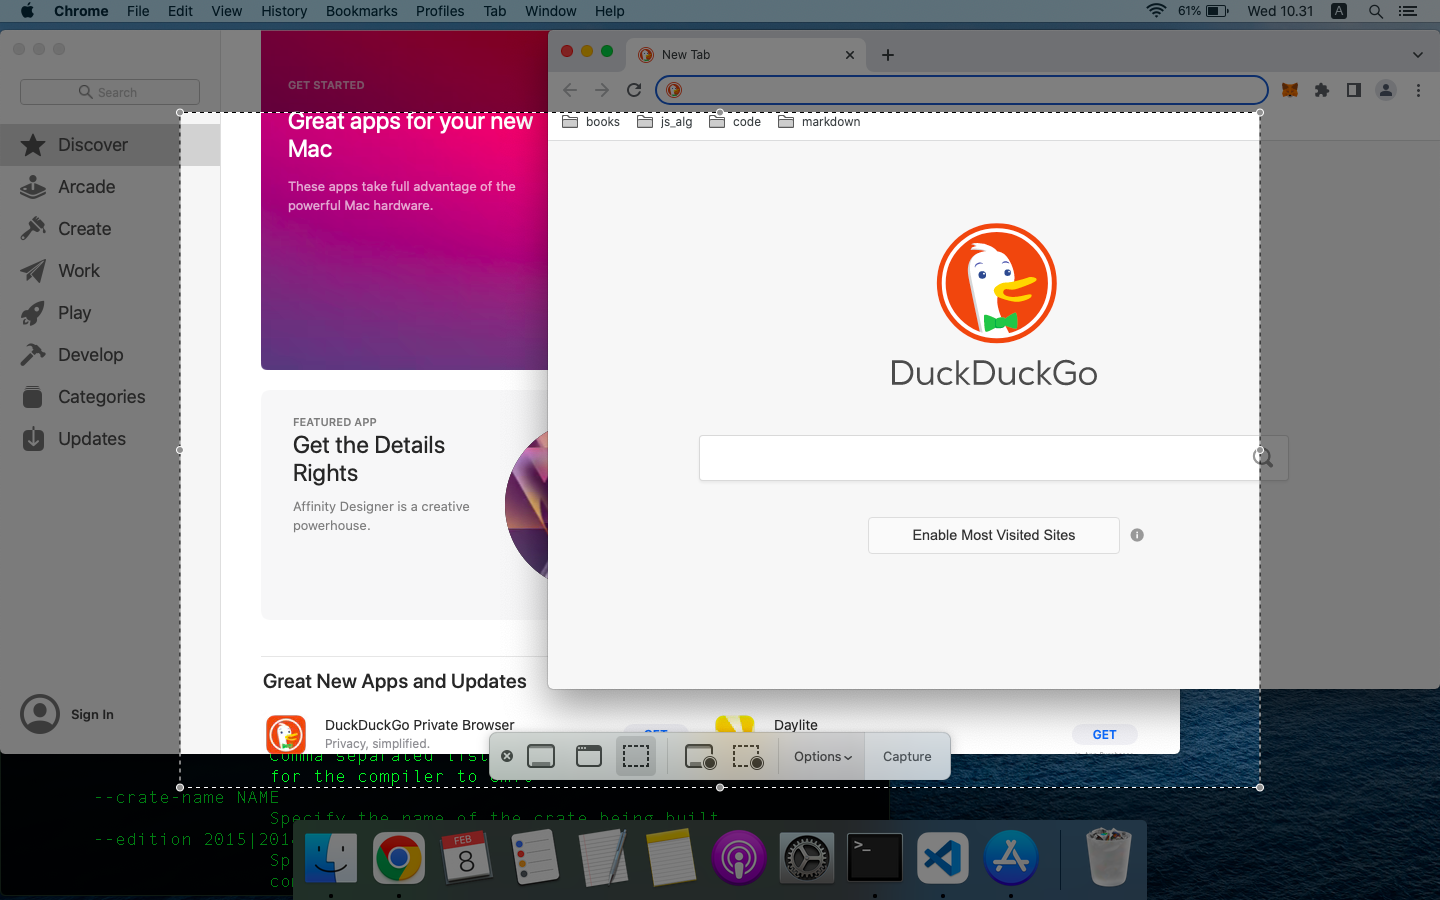 Chrome File Edit View History Bookmarks Profiles Tab Window Help
61% Wed 10.31 A
Search
Discover
Arcade
Create
Work
Play
Develop
Categories
Updates
Sign In
GET STARTED
Great apps for your new
Mac
These apps take full advantage of the
powerful Mac hardware.
FEATURED APP
Get the Details
Rights
Affinity Designer is a creative
powerhouse.
Great New Apps and Updates
DuckDuckGo Private Browser
Privacy, simplified.
GET
Daylite
GET
New Tab
books js_alg code markdown
DuckDuckGo
Enable Most Visited Sites
Options Capture
Comma separated list
for the compiler to emit
--crate-name NAME
Specify the name of the crate being built
--edition 2015|201
Sp
co
FEB
8
>_